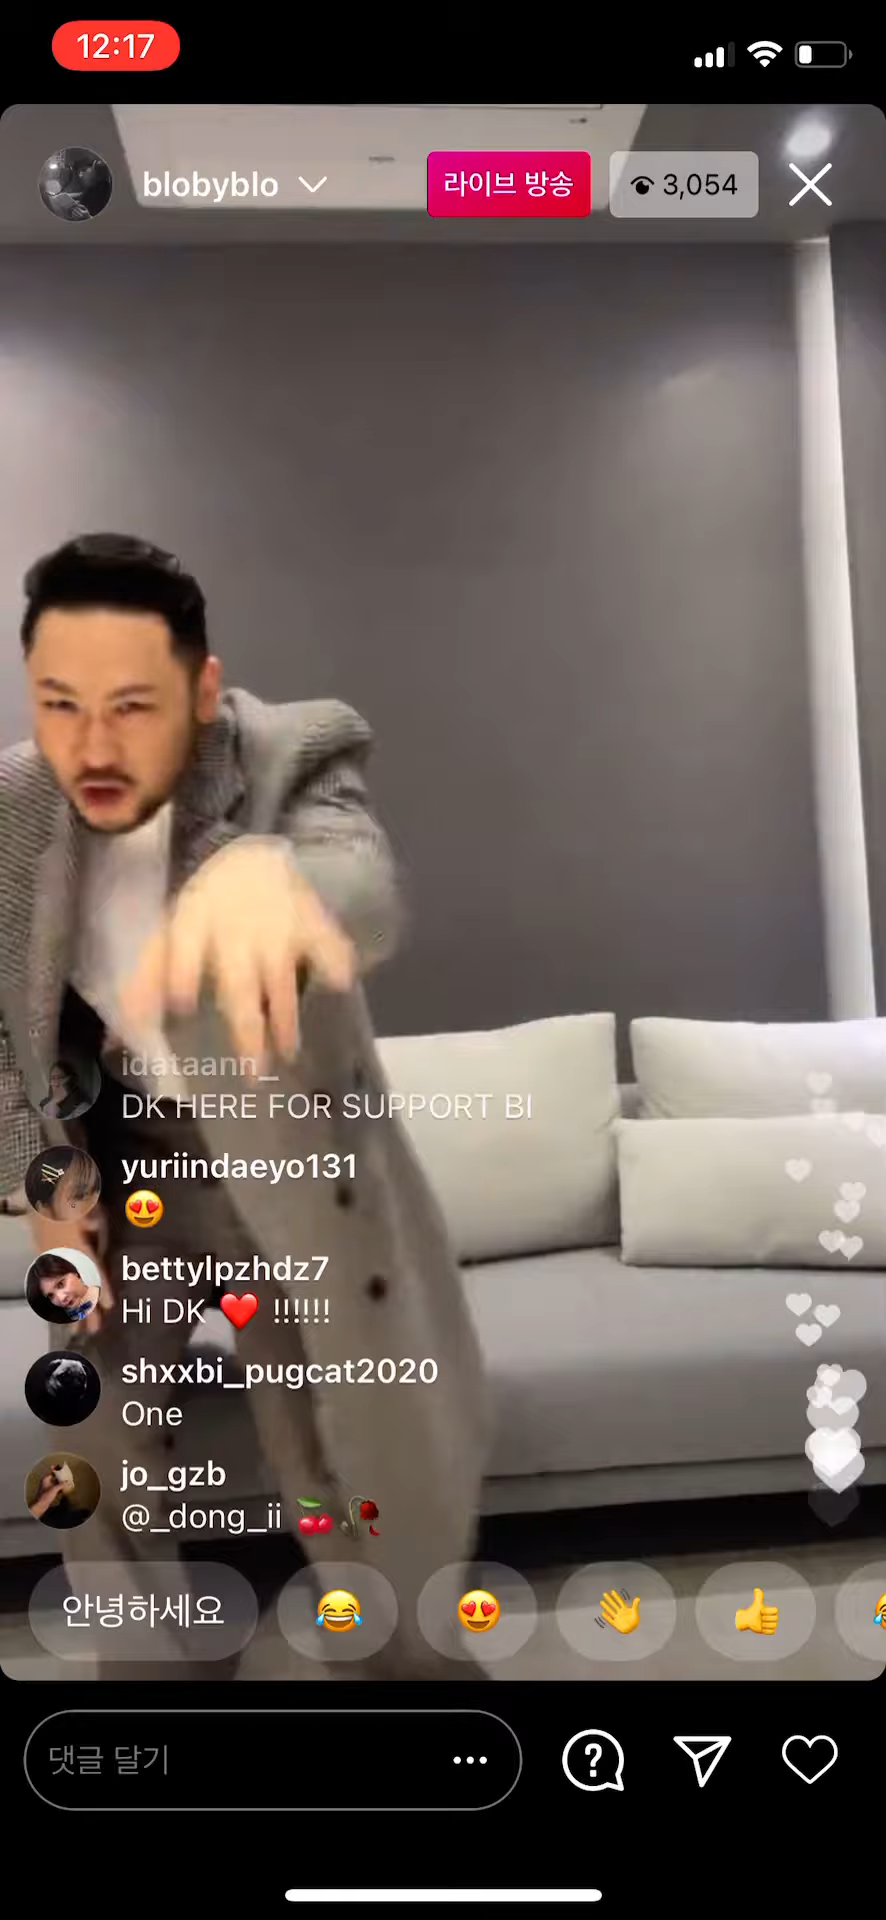 12:17
blobyblo
라이브 방송
3,054
idataann_
DK HERE FOR SUPPORT BI
yuriindaeyo131
😍
bettylpzhdz7
Hi DK ❤️ !!!!!!
shxxbi_pugcat2020
One
jo_gzb
@_dong_ii 🍒🥀
안녕하세요 😂 😍 👋 👍
댓글 달기